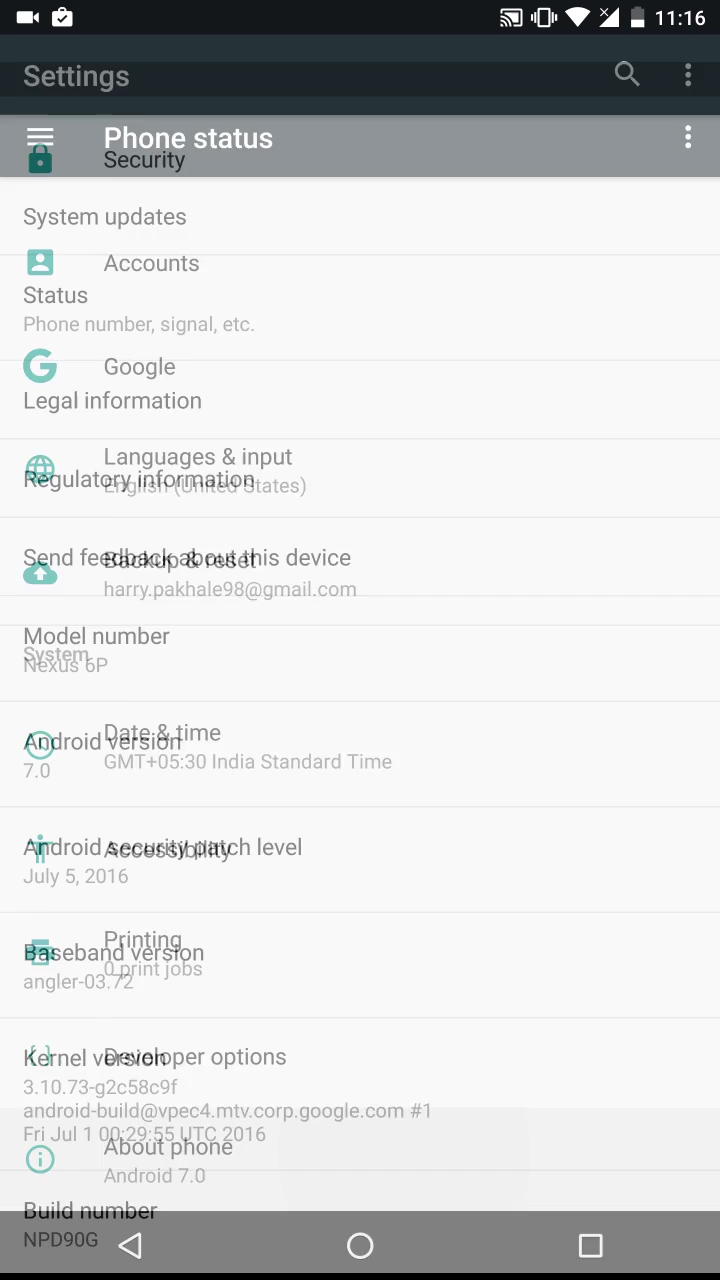 11:16
Settings
Phone status
Security
System updates
Accounts
Status
Phone number, signal, etc.
Google
Legal information
Languages & input
Regulatory information
English (United States)
Send feedback about this device
Backup & reset
harry.pakhale98@gmail.com
Model number
System
Nexus 6P
Date & time
Android version
GMT+05:30 India Standard Time
7.0
Android security patch level
Accessibility
July 5, 2016
Printing
Baseband version
0 print jobs
angler-03.72
Developer options
Kernel version
3.10.73-g2c58c9f
android-build@vpec4.mtv.corp.google.com #1
Fri Jul 1 00:29:55 UTC 2016
About phone
Android 7.0
Build number
NPD90G